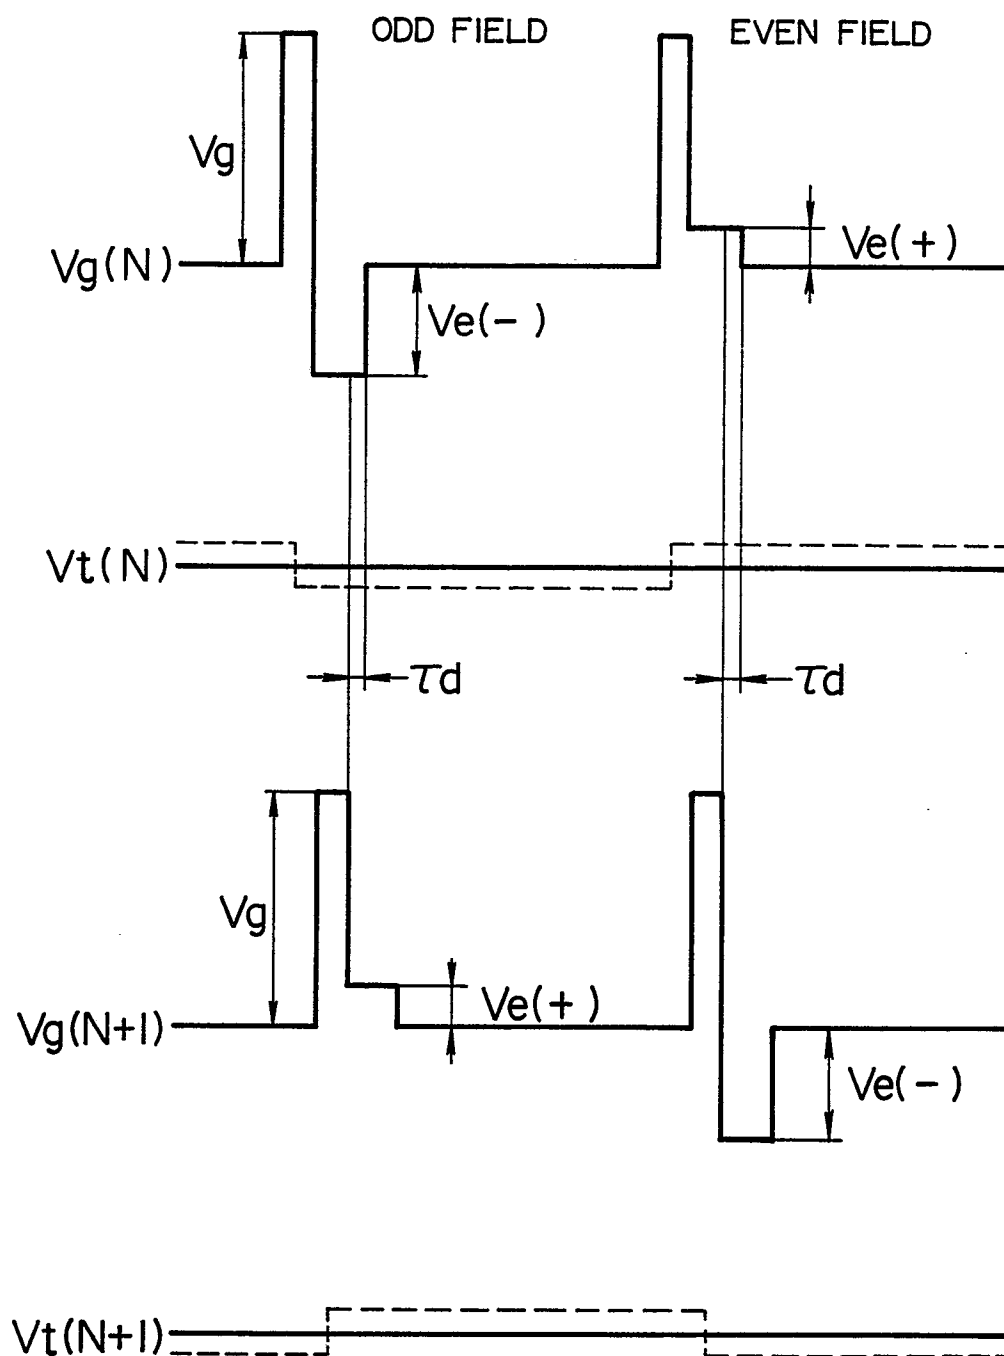 ODD FIELD EVEN FIELD
Vg
Vg(N) Ve(+)
Ve(-)
Vt(N)
τd τd
Vg
Ve(+)
Vg(N+1)
Ve(-)
Vt(N+1)